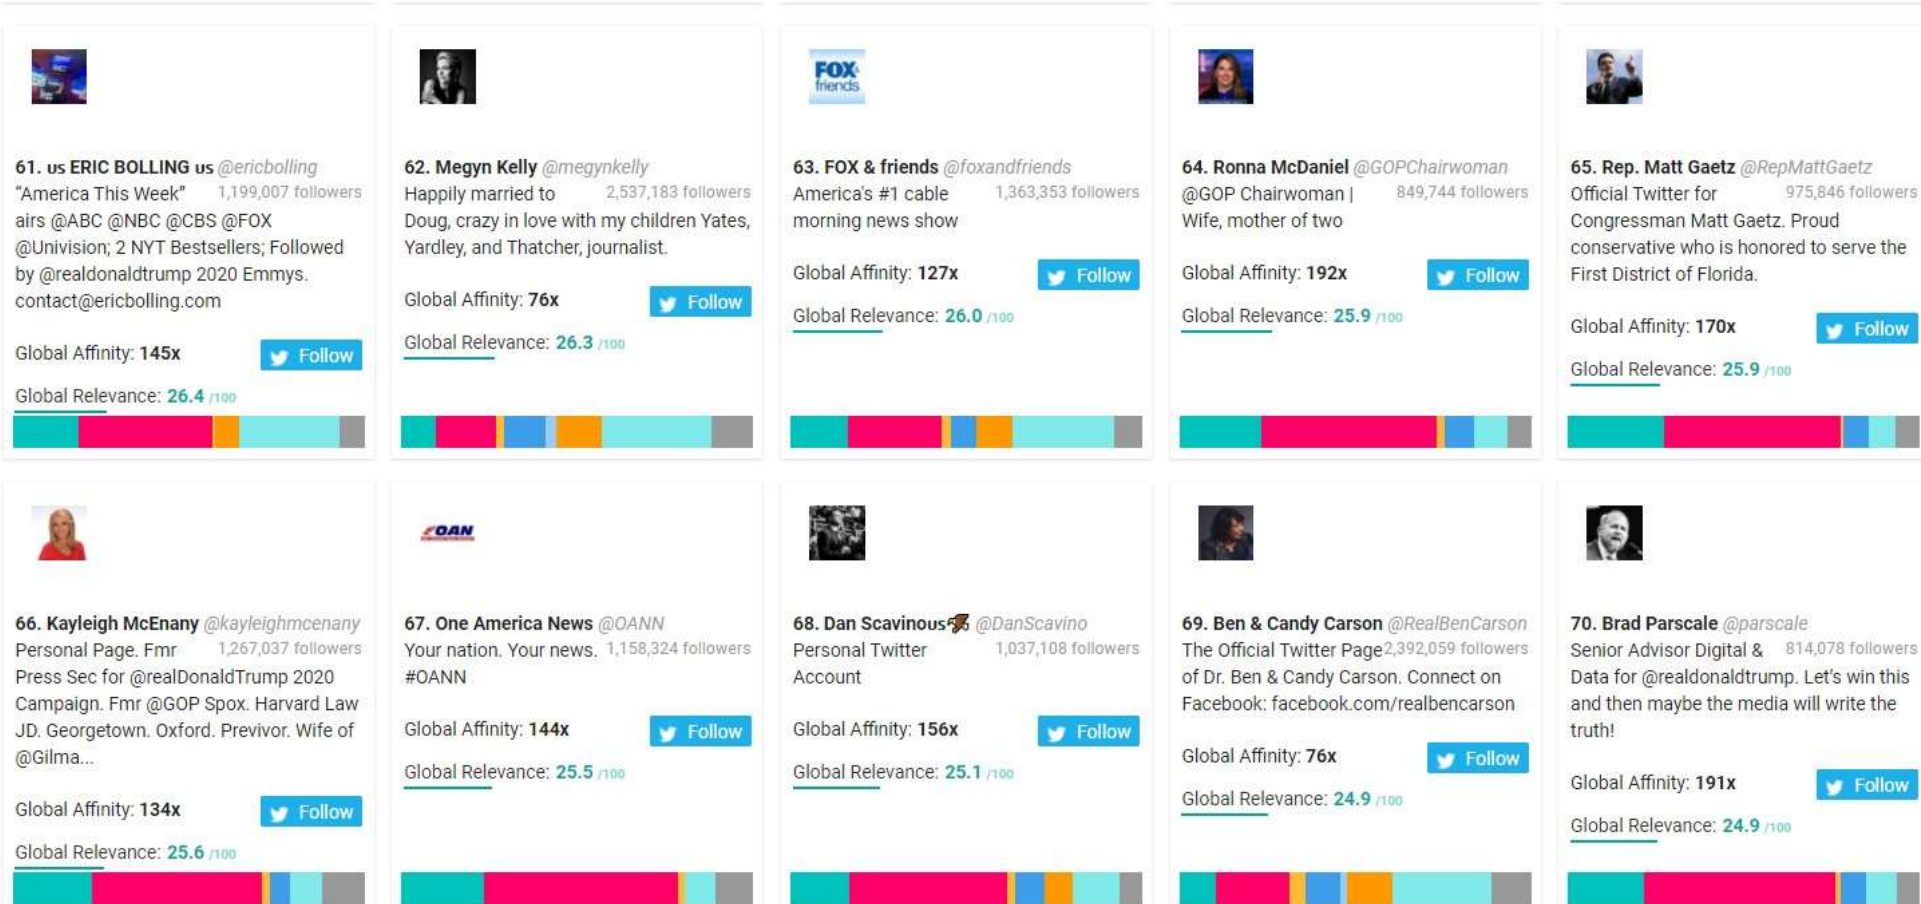 FOX
friends
61. us ERIC BOLLING us @ericbolling
“America This Week” 1,199,007 followers
airs @ABC @NBC @CBS @FOX
@Univision; 2 NYT Bestsellers; Followed
by @realdonaldtrump 2020 Emmys.
contact@ericbolling.com
Global Affinity: 145x
Follow
Global Relevance: 26.4 /100
62. Megyn Kelly @megynkelly
Happily married to 2,537,183 followers
Doug, crazy in love with my children Yates,
Yardley, and Thatcher, journalist.
Global Affinity: 76x
Follow
Global Relevance: 26.3 /100
63. FOX & friends @foxandfriends
America's #1 cable 1,363,353 followers
morning news show
Global Affinity: 127x
Follow
Global Relevance: 26.0 /100
64. Ronna McDaniel @GOPChairwoman
@GOP Chairwoman | 849,744 followers
Wife, mother of two
Global Affinity: 192x
Follow
Global Relevance: 25.9 /100
65. Rep. Matt Gaetz @RepMattGaetz
Official Twitter for 975,846 followers
Congressman Matt Gaetz. Proud
conservative who is honored to serve the
First District of Florida.
Global Affinity: 170x
Follow
Global Relevance: 25.9 /100
66. Kayleigh McEnany @kayleighmcenany
Personal Page. Fmr 1,267,037 followers
Press Sec for @realDonaldTrump 2020
Campaign. Fmr @GOP Spox. Harvard Law
JD. Georgetown. Oxford. Previvor. Wife of
@Gilma...
Global Affinity: 134x
Follow
Global Relevance: 25.6 /100
OAN
67. One America News @OANN
Your nation. Your news. 1,158,324 followers
#OANN
Global Affinity: 144x
Follow
Global Relevance: 25.5 /100
68. Dan Scavinous🦅 @DanScavino
Personal Twitter 1,037,108 followers
Account
Global Affinity: 156x
Follow
Global Relevance: 25.1 /100
69. Ben & Candy Carson @RealBenCarson
The Official Twitter Page 2,392,059 followers
of Dr. Ben & Candy Carson. Connect on
Facebook: facebook.com/realbencarson
Global Affinity: 76x
Follow
Global Relevance: 24.9 /100
70. Brad Parscale @parscale
Senior Advisor Digital & 814,078 followers
Data for @realdonaldtrump. Let's win this
and then maybe the media will write the
truth!
Global Affinity: 191x
Follow
Global Relevance: 24.9 /100